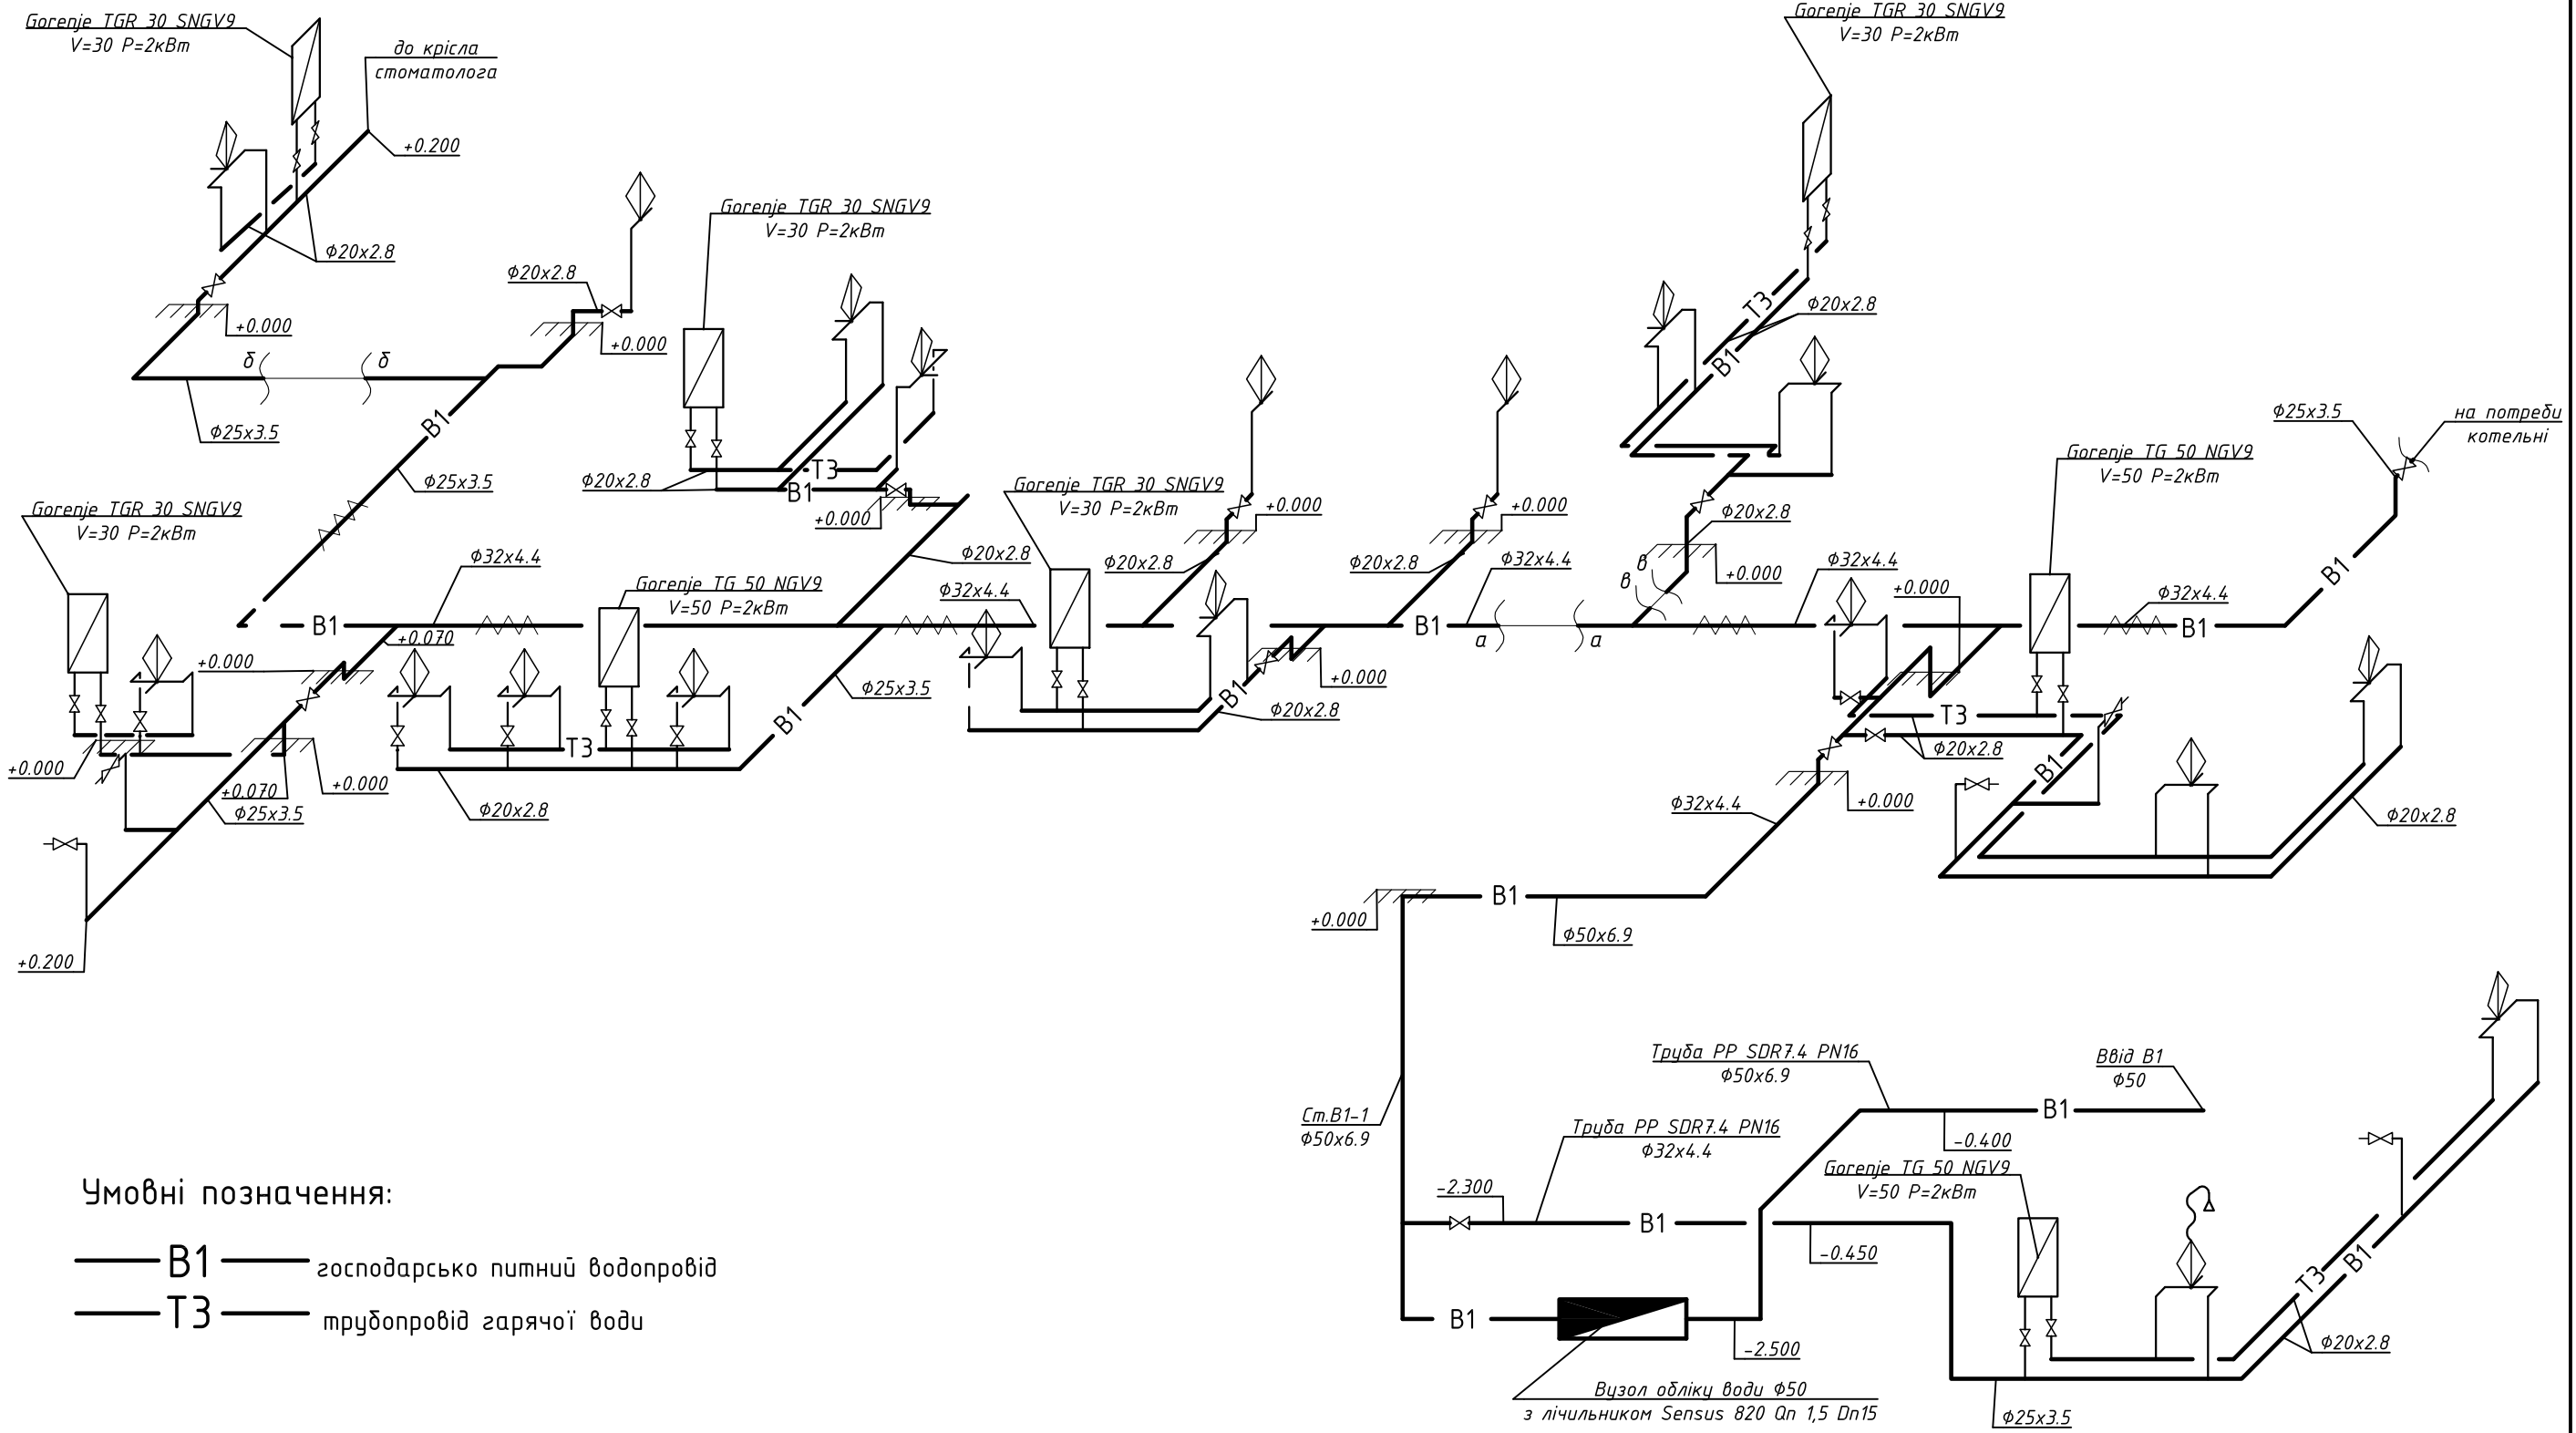 Gorenje TGR 30 SNGV9
V=30 P=2кВт
до крісла
стоматолога
+0.200
Ф20х2.8
+0.000
б
б
Ф25х3.5
В1
Ф25х3.5
Ф20х2.8
+0.000
Gorenje TGR 30 SNGV9
V=30 P=2кВт
Ф20х2.8
Т3
В1
+0.000
Ф20х2.8
Gorenje TGR 30 SNGV9
V=30 P=2кВт
Т3
Ф20х2.8
В1
Ф20х2.8
+0.000
в
в
Ф25х3.5
на потреби
котельні
Gorenje TG 50 NGV9
V=50 P=2кВт
В1
Ф32х4.4
В1
Gorenje TGR 30 SNGV9
V=30 P=2кВт
+0.000
Ф20х2.8
+0.000
Ф20х2.8
Ф32х4.4
Ф32х4.4
+0.000
Gorenje TGR 30 SNGV9
V=30 P=2кВт
Ф32х4.4
Gorenje TG 50 NGV9
V=50 P=2кВт
Ф32х4.4
В1
+0.070
+0.000
В1
а
а
+0.000
В1
Ф20х2.8
Ф25х3.5
В1
Т3
Ф20х2.8
+0.000
+0.070
+0.000
Ф25х3.5
+0.200
Т3
Ф20х2.8
В1
+0.000
Ф32х4.4
Ф20х2.8
+0.000
В1
Ф50х6.9
Ст.В1-1
Ф50х6.9
Труба PP SDR7.4 PN16
Ф50х6.9
Ввід В1
Ф50
В1
-0.400
Труба PP SDR7.4 PN16
Ф32х4.4
-2.300
В1
-0.450
Gorenje TG 50 NGV9
V=50 P=2кВт
Т3
В1
Ф20х2.8
В1
-2.500
Вузол обліку води Ф50
з лічильником Sensus 820 Qn 1,5 Dn15
Ф25х3.5
Умовні позначення:
В1 господарсько питний водопровід
Т3 трубопровід гарячої води